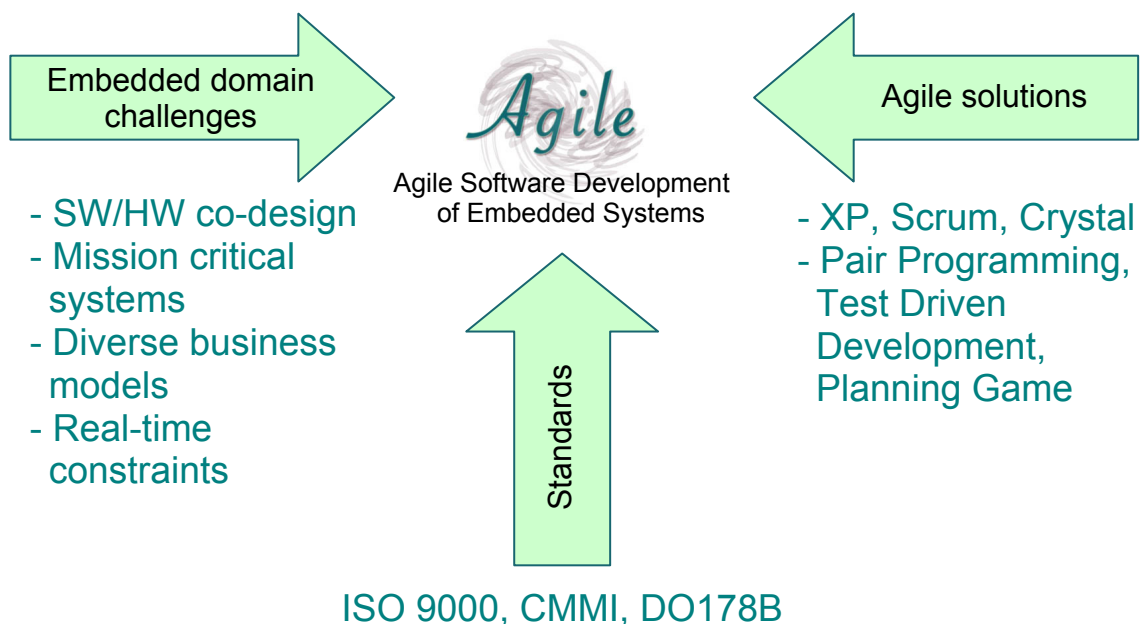 Embedded domain
challenges
Agile
Agile Software Development
of Embedded Systems
Agile solutions
- SW/HW co-design
- Mission critical
systems
- Diverse business
models
- Real-time
constraints
- XP, Scrum, Crystal
- Pair Programming,
Test Driven
Development,
Planning Game
Standards
ISO 9000, CMMI, DO178B